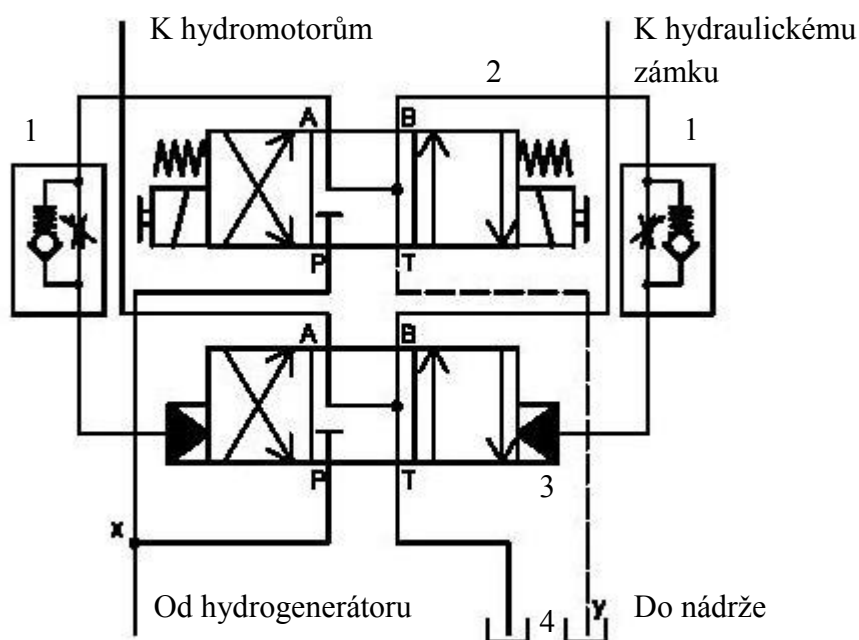 K hydromotorům
K hydraulickému
zámku
2
1
1
A
B
P
T
A
B
P
T
3
x
Od hydrogenerátoru
4
y
Do nádrže